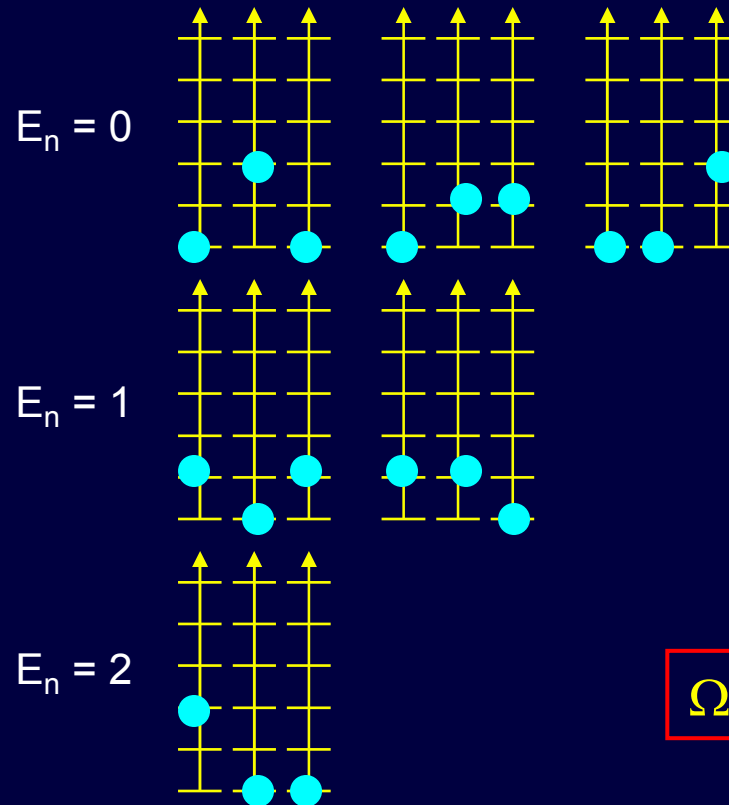 Eₙ = 0
Eₙ = 1
Eₙ = 2
Ω